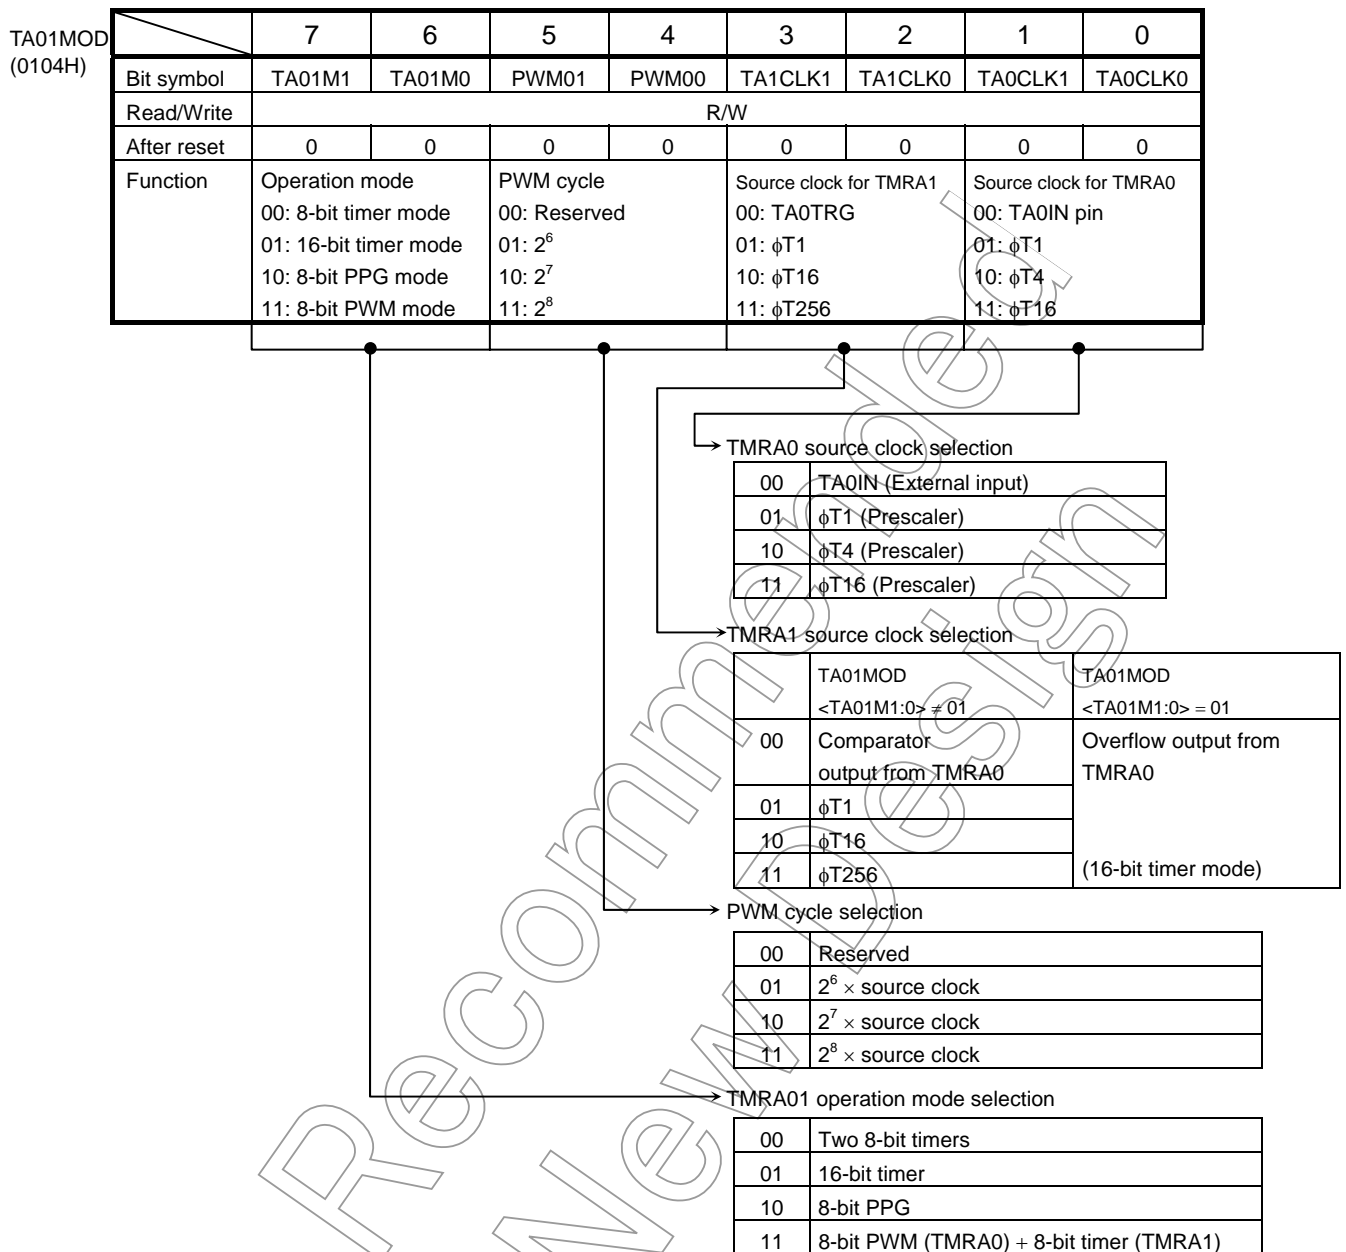 TA01MOD
(0104H)
7 6 5 4 3 2 1 0
Bit symbol TA01M1 TA01M0 PWM01 PWM00 TA1CLK1 TA1CLK0 TA0CLK1 TA0CLK0
Read/Write R/W
After reset 0 0 0 0 0 0 0 0
Function Operation mode PWM cycle Source clock for TMRA1 Source clock for TMRA0
00: 8-bit timer mode 00: Reserved 00: TA0TRG 00: TA0IN pin
01: 16-bit timer mode 01: 2⁶ 01: ϕT1 01: ϕT1
10: 8-bit PPG mode 10: 2⁷ 10: ϕT16 10: ϕT4
11: 8-bit PWM mode 11: 2⁸ 11: ϕT256 11: ϕT16
TMRA0 source clock selection
00 TA0IN (External input)
01 ϕT1 (Prescaler)
10 ϕT4 (Prescaler)
11 ϕT16 (Prescaler)
TMRA1 source clock selection
TA01MOD TA01MOD
<TA01M1:0> ≠ 01 <TA01M1:0> = 01
00 Comparator Overflow output from
output from TMRA0 TMRA0
01 ϕT1
10 ϕT16
11 ϕT256 (16-bit timer mode)
PWM cycle selection
00 Reserved
01 2⁶ × source clock
10 2⁷ × source clock
11 2⁸ × source clock
TMRA01 operation mode selection
00 Two 8-bit timers
01 16-bit timer
10 8-bit PPG
11 8-bit PWM (TMRA0) + 8-bit timer (TMRA1)
Recommended
New Design